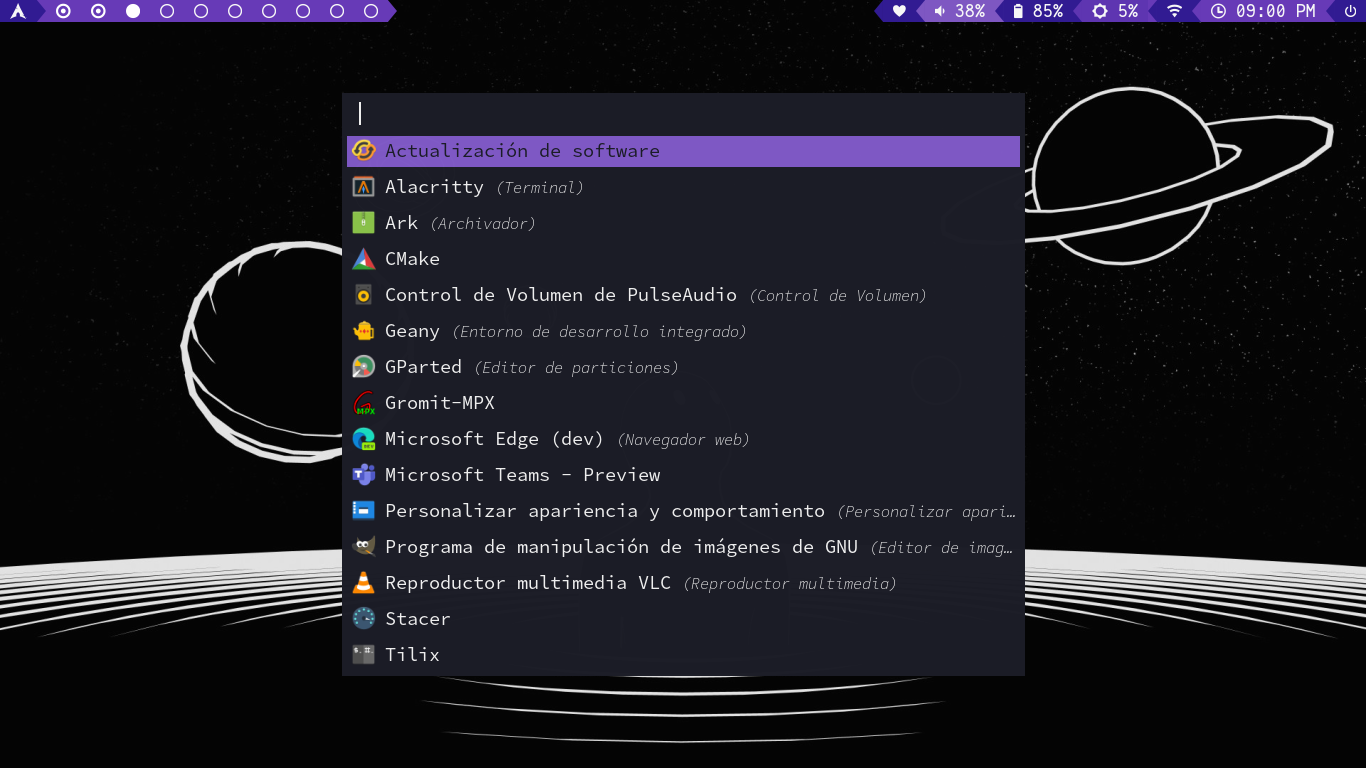 38% 85% 5% 09:00 PM
Actualización de software
Alacritty (Terminal)
Ark (Archivador)
CMake
Control de Volumen de PulseAudio (Control de Volumen)
Geany (Entorno de desarrollo integrado)
GParted (Editor de particiones)
MPX Gromit-MPX
DEV Microsoft Edge (dev) (Navegador web)
T Microsoft Teams - Preview
Personalizar apariencia y comportamiento (Personalizar apari…
Programa de manipulación de imágenes de GNU (Editor de imag…
Reproductor multimedia VLC (Reproductor multimedia)
Stacer
Tilix